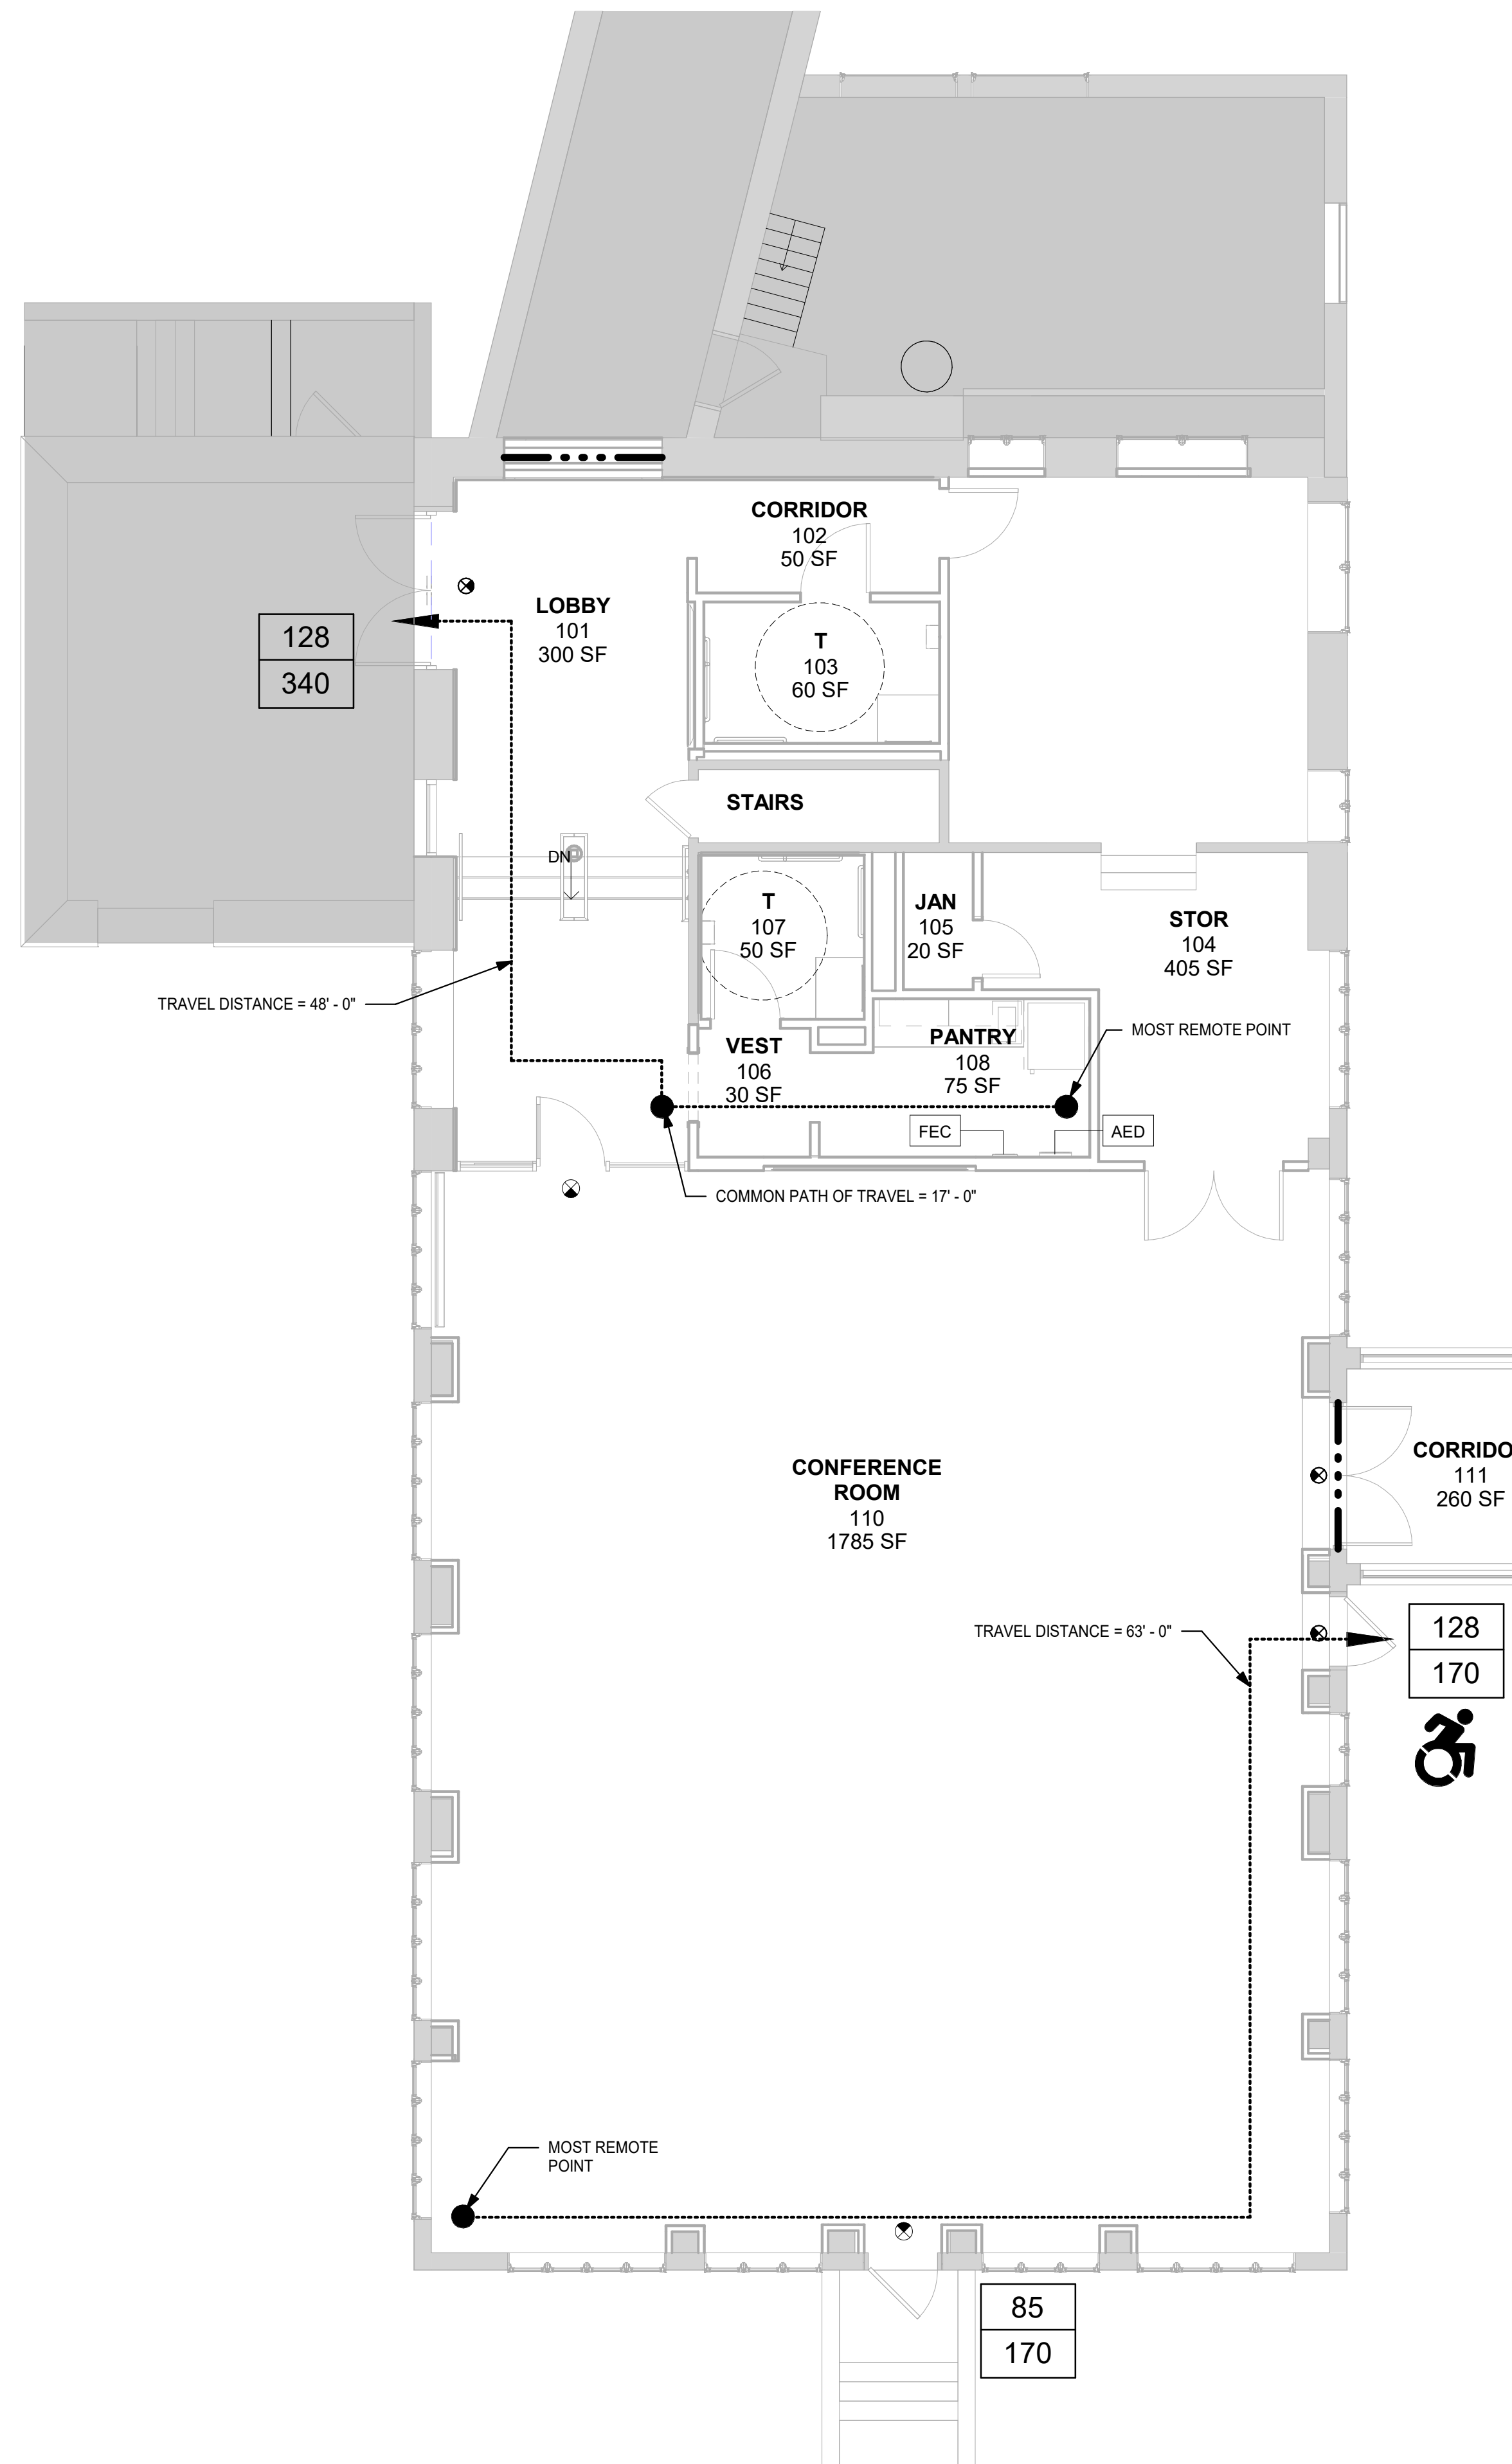 CORRIDOR
102
50 SF
LOBBY
101
300 SF
128
340
T
103
60 SF
STAIRS
DN
T
107
50 SF
JAN
105
20 SF
STOR
104
405 SF
TRAVEL DISTANCE = 48' - 0"
MOST REMOTE POINT
VEST
106
30 SF
PANTRY
108
75 SF
FEC
AED
COMMON PATH OF TRAVEL = 17' - 0"
CONFERENCE
ROOM
110
1785 SF
CORRIDO
111
260 SF
TRAVEL DISTANCE = 63' - 0"
128
170
MOST REMOTE
POINT
85
170